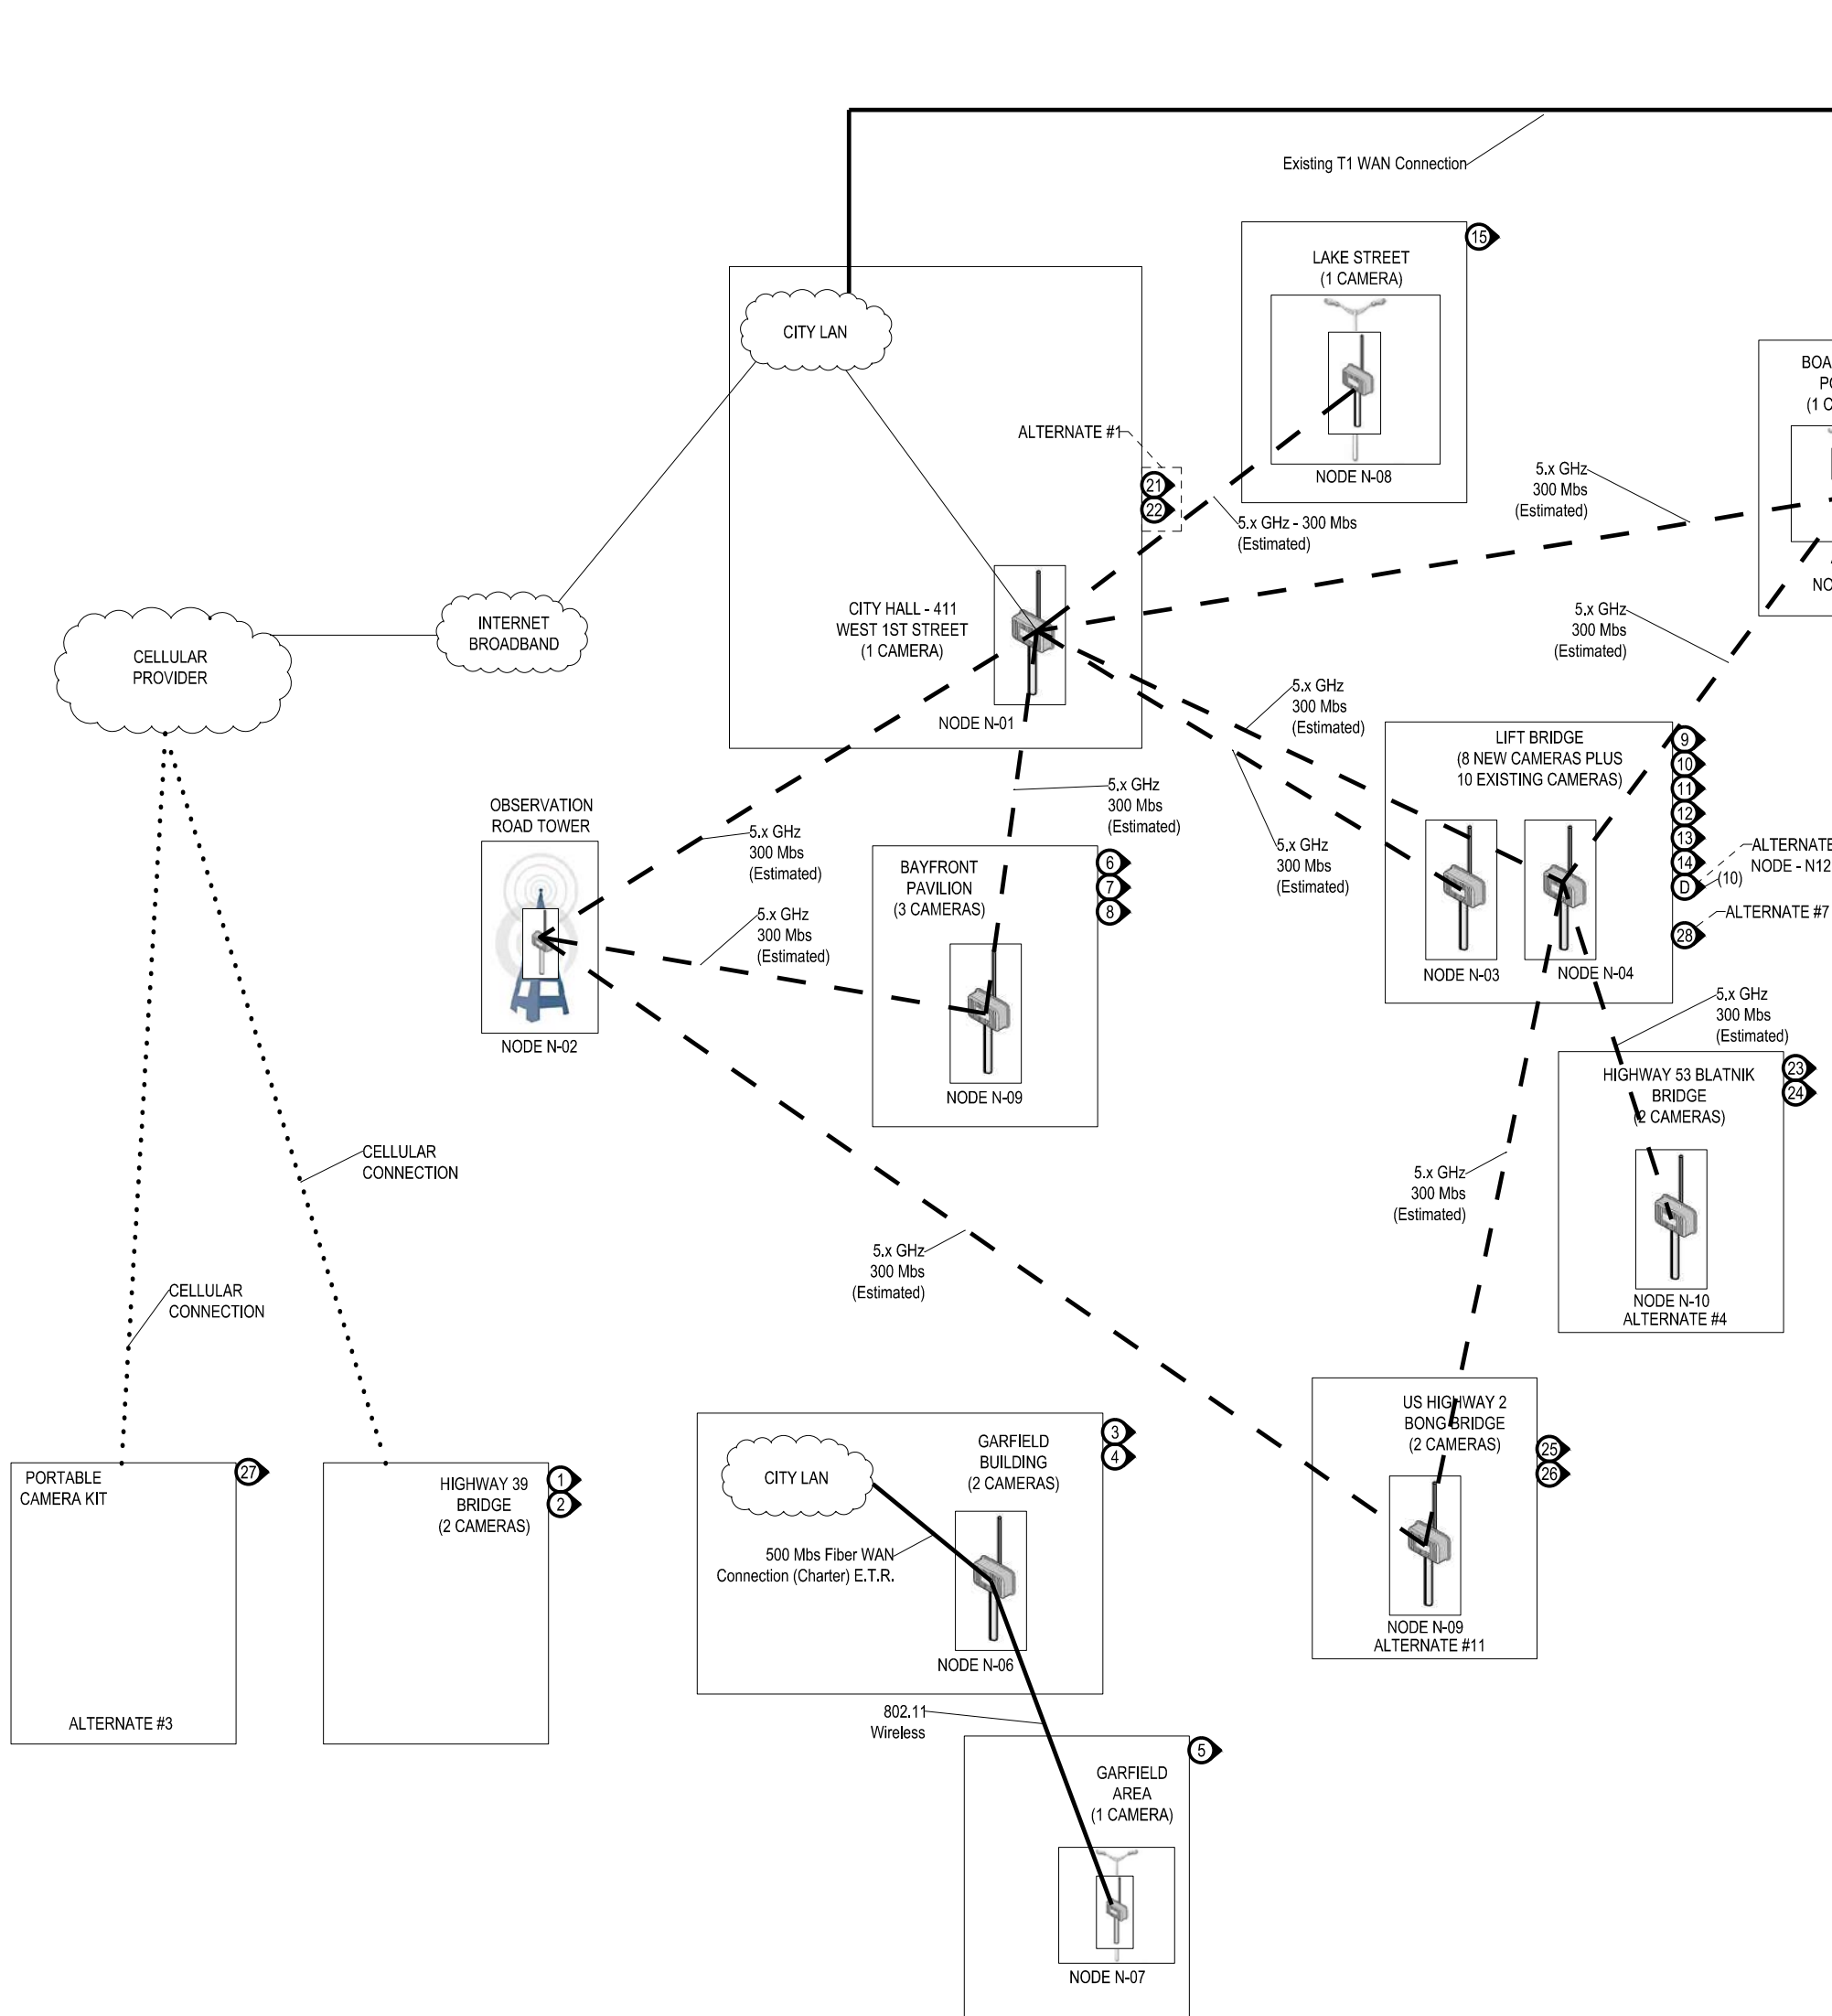 Existing T1 WAN Connection
15
LAKE STREET
(1 CAMERA)
NODE N-08
CITY LAN
ALTERNATE #1
21
22
5.x GHz - 300 Mbs
(Estimated)
5.x GHz
300 Mbs
(Estimated)
(1 C
CITY HALL - 411
WEST 1ST STREET
(1 CAMERA)
NODE N-01
INTERNET
BROADBAND
CELLULAR
PROVIDER
5.x GHz
300 Mbs
(Estimated)
5.x GHz
300 Mbs
(Estimated)
5.x GHz
300 Mbs
(Estimated)
LIFT BRIDGE
(8 NEW CAMERAS PLUS
10 EXISTING CAMERAS)
9
10
11
12
13
14
D
28
ALTERNATE
NODE - N12
(10)
ALTERNATE #7
NODE N-03
NODE N-04
OBSERVATION
ROAD TOWER
NODE N-02
5.x GHz
300 Mbs
(Estimated)
5.x GHz
300 Mbs
(Estimated)
5.x GHz
300 Mbs
(Estimated)
BAYFRONT
PAVILION
(3 CAMERAS)
6
7
8
NODE N-09
5.x GHz
300 Mbs
(Estimated)
HIGHWAY 53 BLATNIK
BRIDGE
(2 CAMERAS)
23
24
NODE N-10
ALTERNATE #4
5.x GHz
300 Mbs
(Estimated)
5.x GHz
300 Mbs
(Estimated)
CELLULAR
CONNECTION
CELLULAR
CONNECTION
PORTABLE
CAMERA KIT
27
ALTERNATE #3
HIGHWAY 39
BRIDGE
(2 CAMERAS)
1
2
CITY LAN
GARFIELD
BUILDING
(2 CAMERAS)
3
4
500 Mbs Fiber WAN
Connection (Charter) E.T.R.
NODE N-06
US HIGHWAY 2
BONG BRIDGE
(2 CAMERAS)
25
26
NODE N-09
ALTERNATE #11
802.11
Wireless
5
GARFIELD
AREA
(1 CAMERA)
NODE N-07